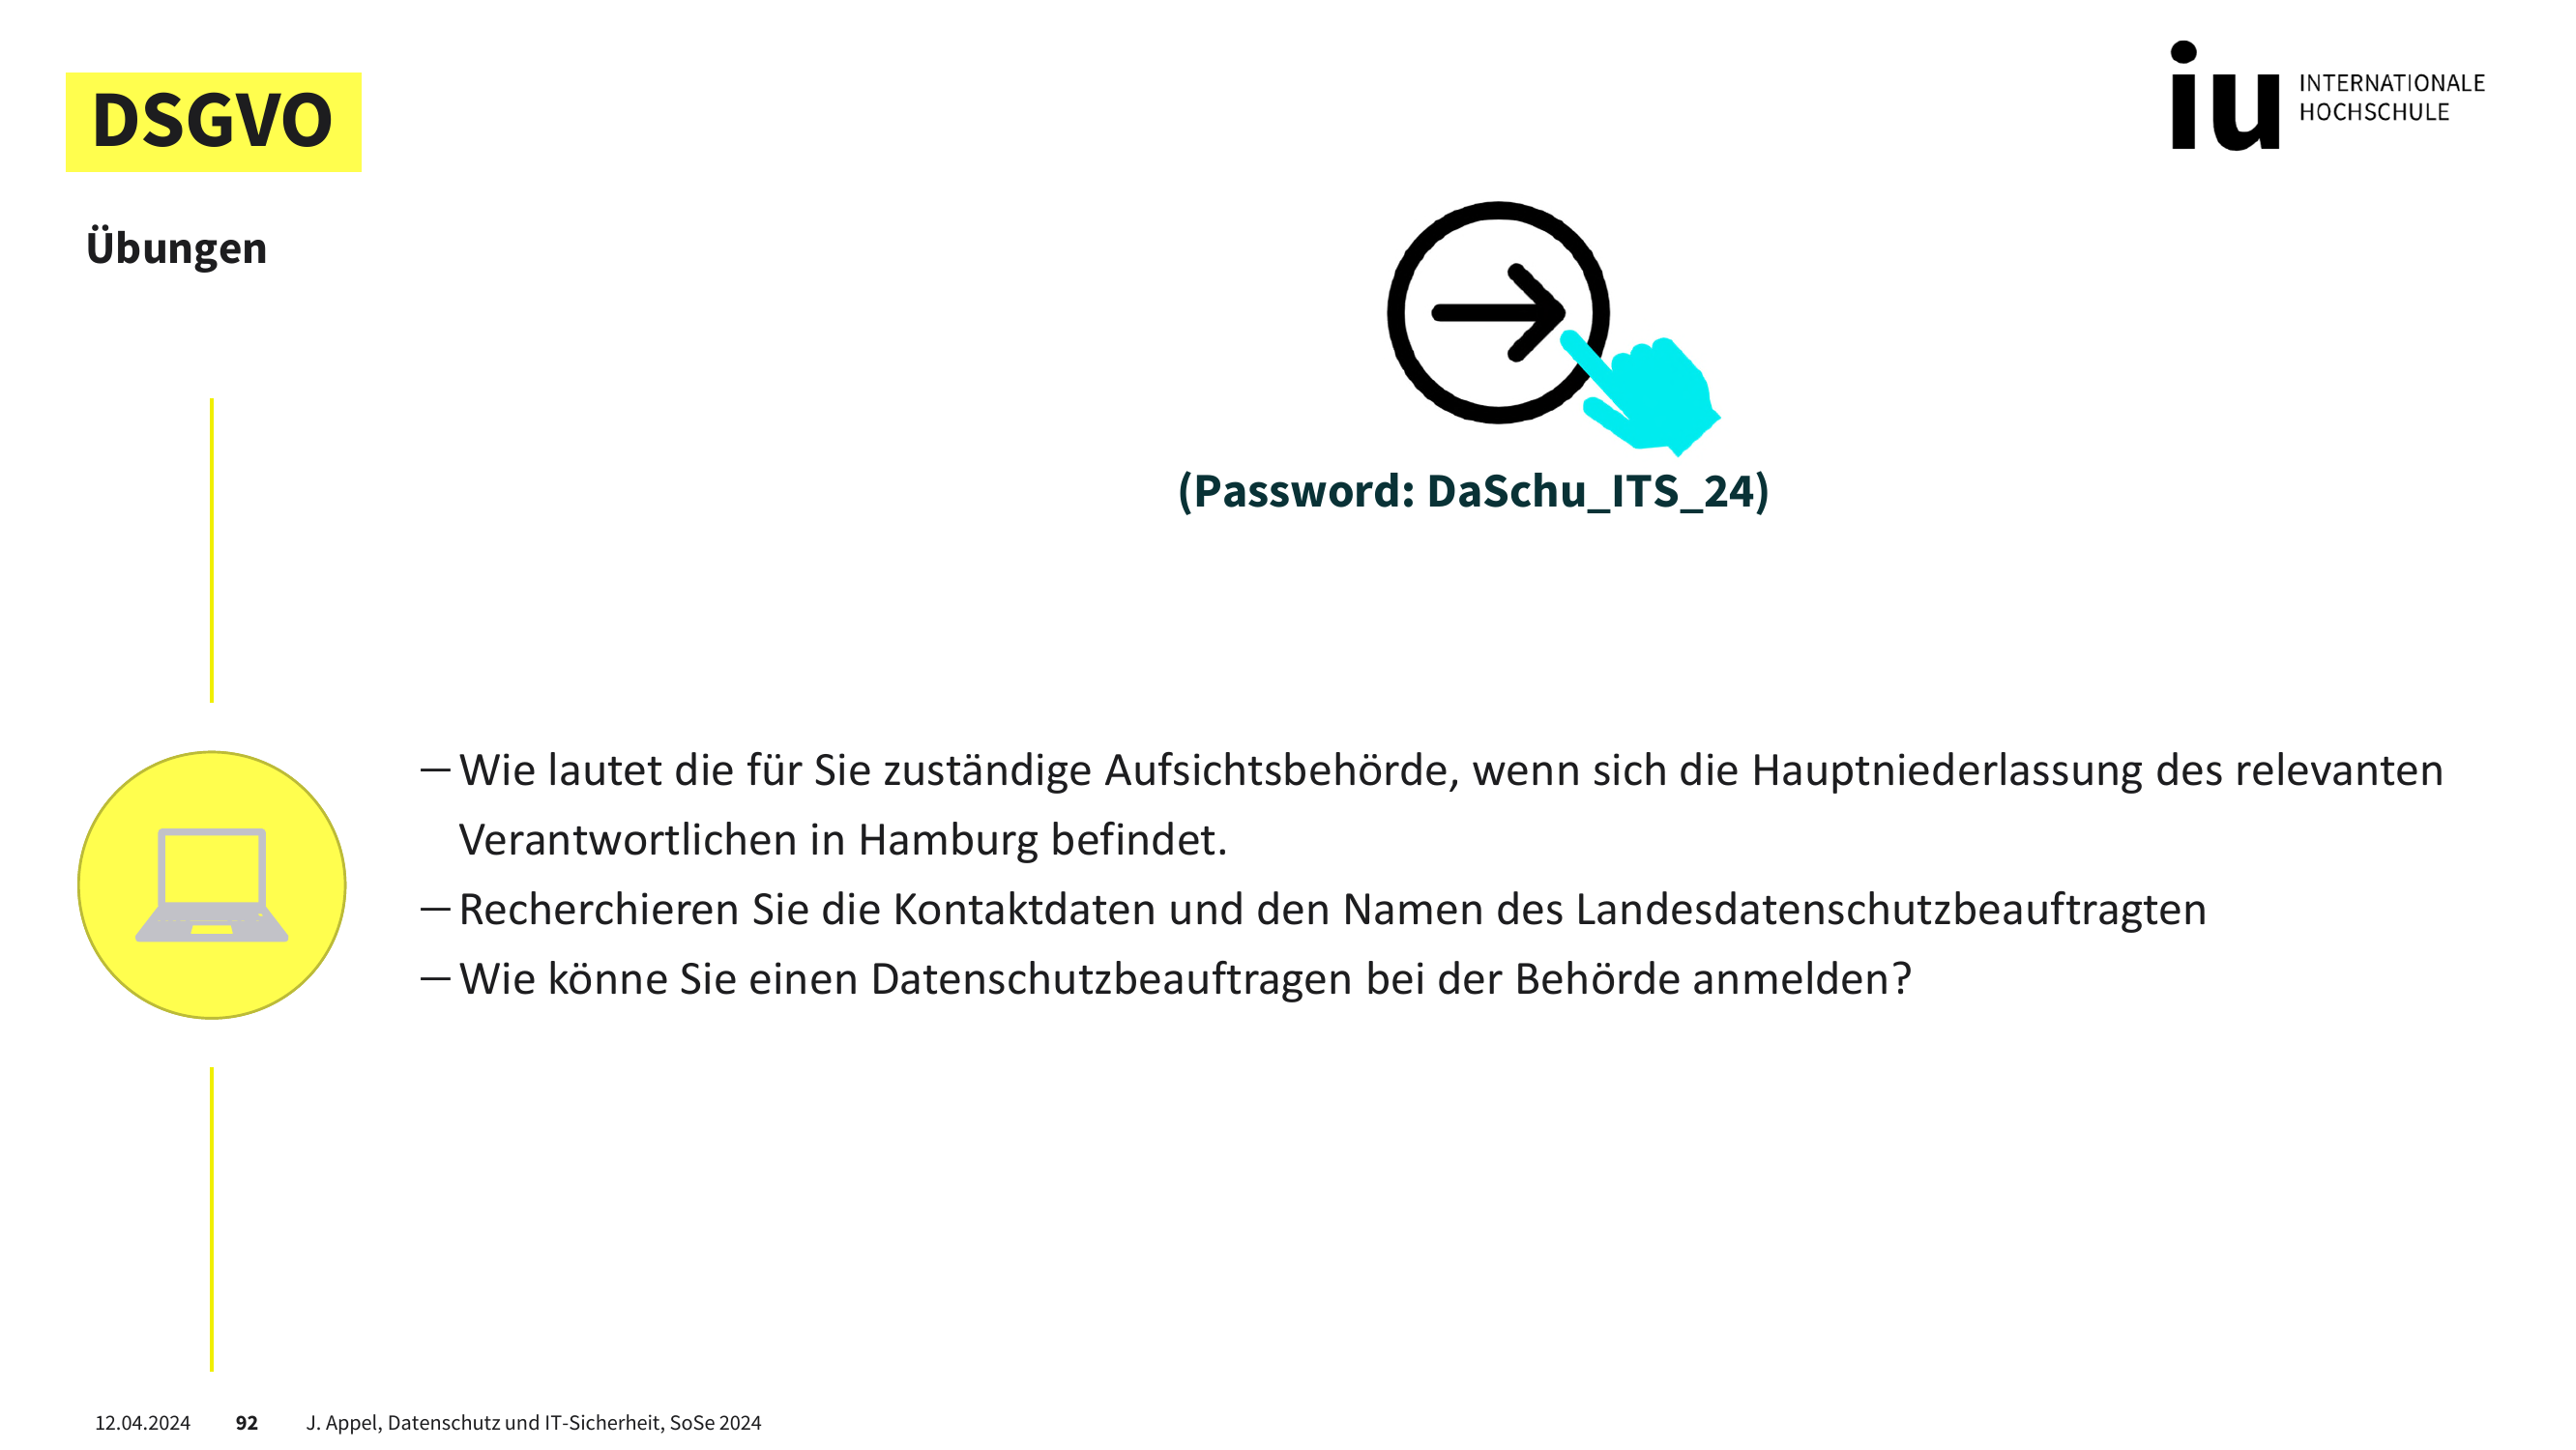 DSGVO
iu INTERNATIONALE
HOCHSCHULE
Übungen
(Password: DaSchu_ITS_24)
— Wie lautet die für Sie zuständige Aufsichtsbehörde, wenn sich die Hauptniederlassung des relevanten
Verantwortlichen in Hamburg befindet.
— Recherchieren Sie die Kontaktdaten und den Namen des Landesdatenschutzbeauftragten
— Wie könne Sie einen Datenschutzbeauftragen bei der Behörde anmelden?
12.04.2024 92 J. Appel, Datenschutz und IT-Sicherheit, SoSe 2024